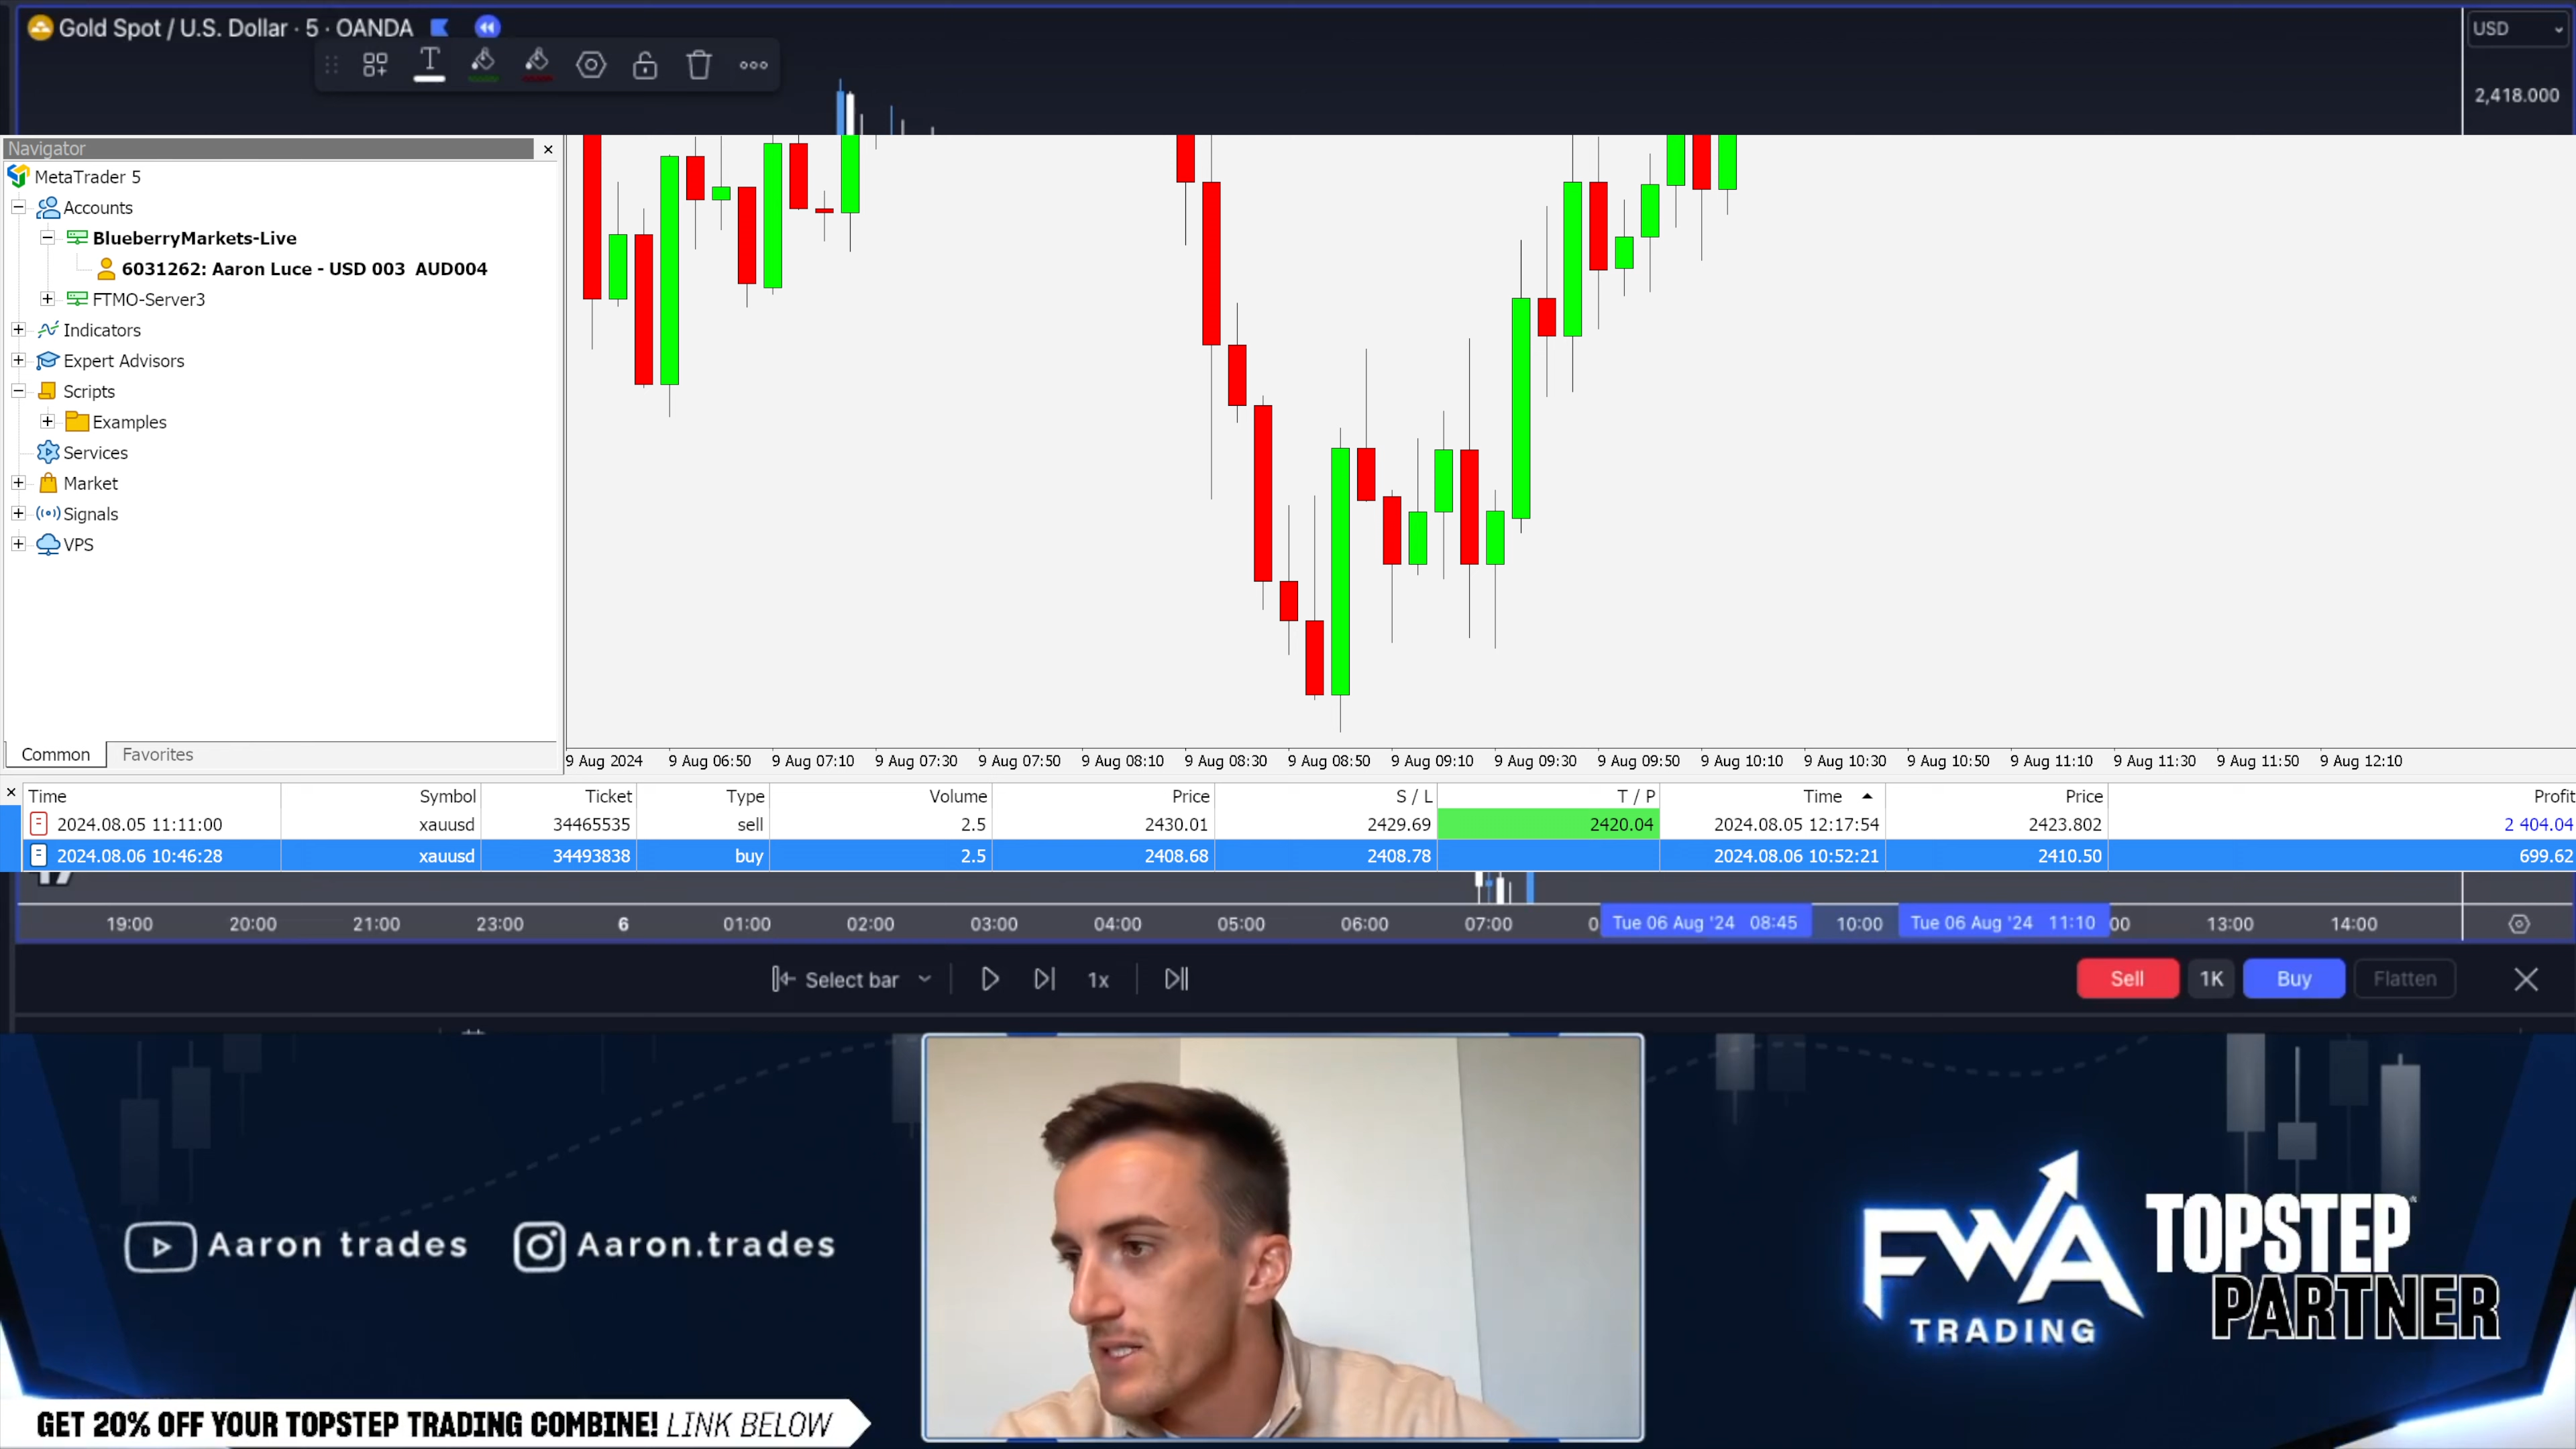 Gold Spot / U.S. Dollar · 5 · OANDA
USD
2,418.000
Navigator
MetaTrader 5
Accounts
BlueberryMarkets-Live
6031262: Aaron Luce - USD 003 AUD004
FTMO-Server3
Indicators
Expert Advisors
Scripts
Examples
Services
Market
Signals
VPS
Common Favorites
9 Aug 2024 9 Aug 06:50 9 Aug 07:10 9 Aug 07:30 9 Aug 07:50 9 Aug 08:10 9 Aug 08:30 9 Aug 08:50 9 Aug 09:10 9 Aug 09:30 9 Aug 09:50 9 Aug 10:10 9 Aug 10:30 9 Aug 10:50 9 Aug 11:10 9 Aug 11:30 9 Aug 11:50 9 Aug 12:10
Time Symbol Ticket Type Volume Price S / L T / P Time Price Profit
2024.08.05 11:11:00 xauusd 34465535 sell 2.5 2430.01 2429.69 2420.04 2024.08.05 12:17:54 2423.802 2 404.04
2024.08.06 10:46:28 xauusd 34493838 buy 2.5 2408.68 2408.78 2024.08.06 10:52:21 2410.50 699.62
19:00 20:00 21:00 23:00 6 01:00 02:00 03:00 04:00 05:00 06:00 07:00 0 Tue 06 Aug '24 08:45 10:00 Tue 06 Aug '24 11:10 00 13:00 14:00
Select bar 1x Sell 1K Buy Flatten
Aaron trades Aaron.trades
FWA
TRADING
TOPSTEP
PARTNER
GET 20% OFF YOUR TOPSTEP TRADING COMBINE! LINK BELOW